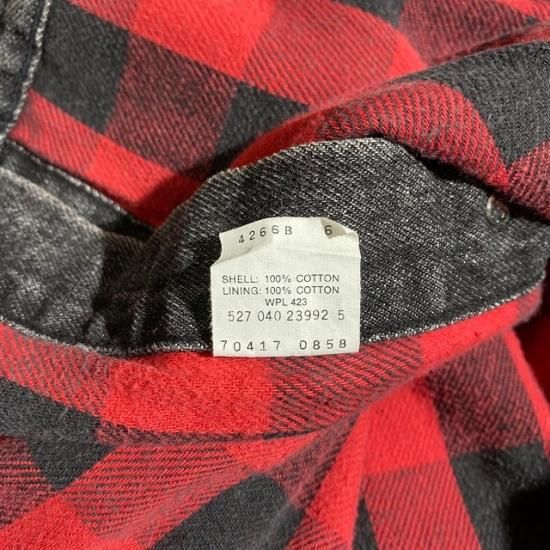 4266B 6
SHELL: 100% COTTON
LINING: 100% COTTON
WPL 423
527 040 23992 5
70417 0858